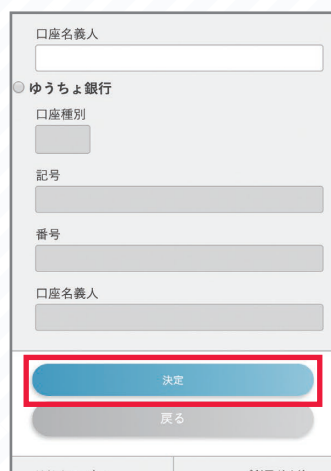 口座名義人
ゆうちょ銀行
口座種別
記号
番号
口座名義人
決定
戻る